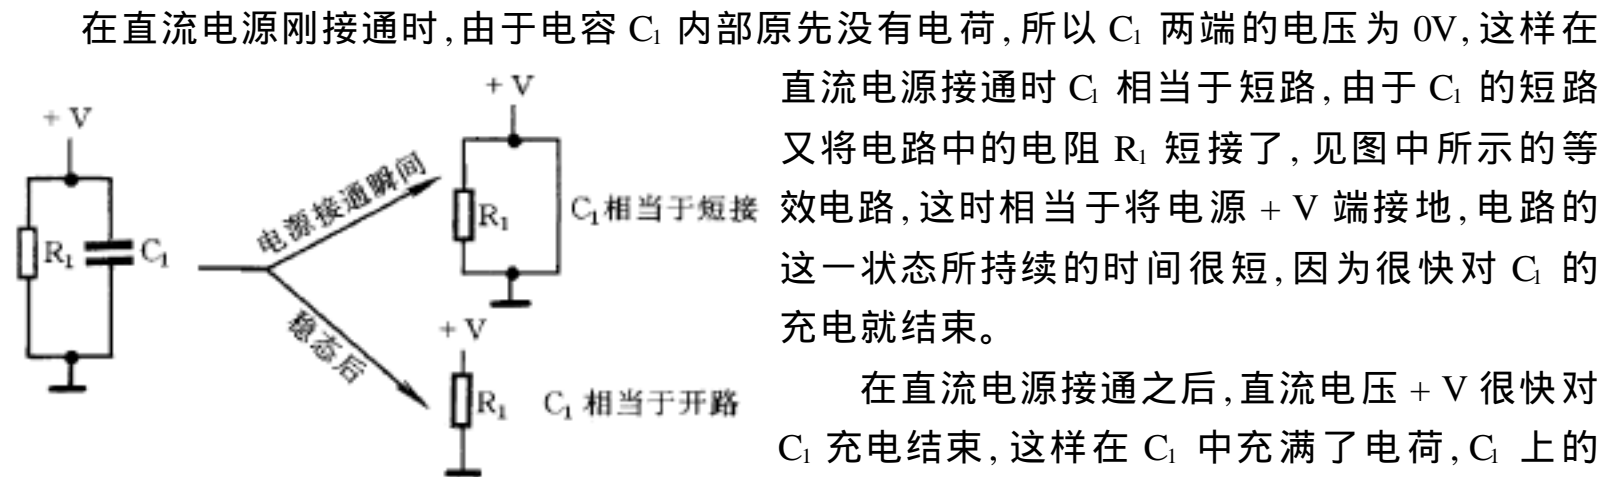 在直流电源刚接通时,由于电容 C₁ 内部原先没有电荷,所以 C₁ 两端的电压为 0V,这样在
直流电源接通时 C₁ 相当于短路,由于 C₁ 的短路
又将电路中的电阻 R₁ 短接了,见图中所示的等
效电路,这时相当于将电源 + V 端接地,电路的
这一状态所持续的时间很短,因为很快对 C₁ 的
充电就结束。
在直流电源接通之后,直流电压 + V 很快对
C₁ 充电结束,这样在 C₁ 中充满了电荷,C₁ 上的
+ V
R₁
C₁
电源接通瞬间
+ V
R₁
C₁相当于短接
稳态后
+ V
R₁
C₁ 相当于开路